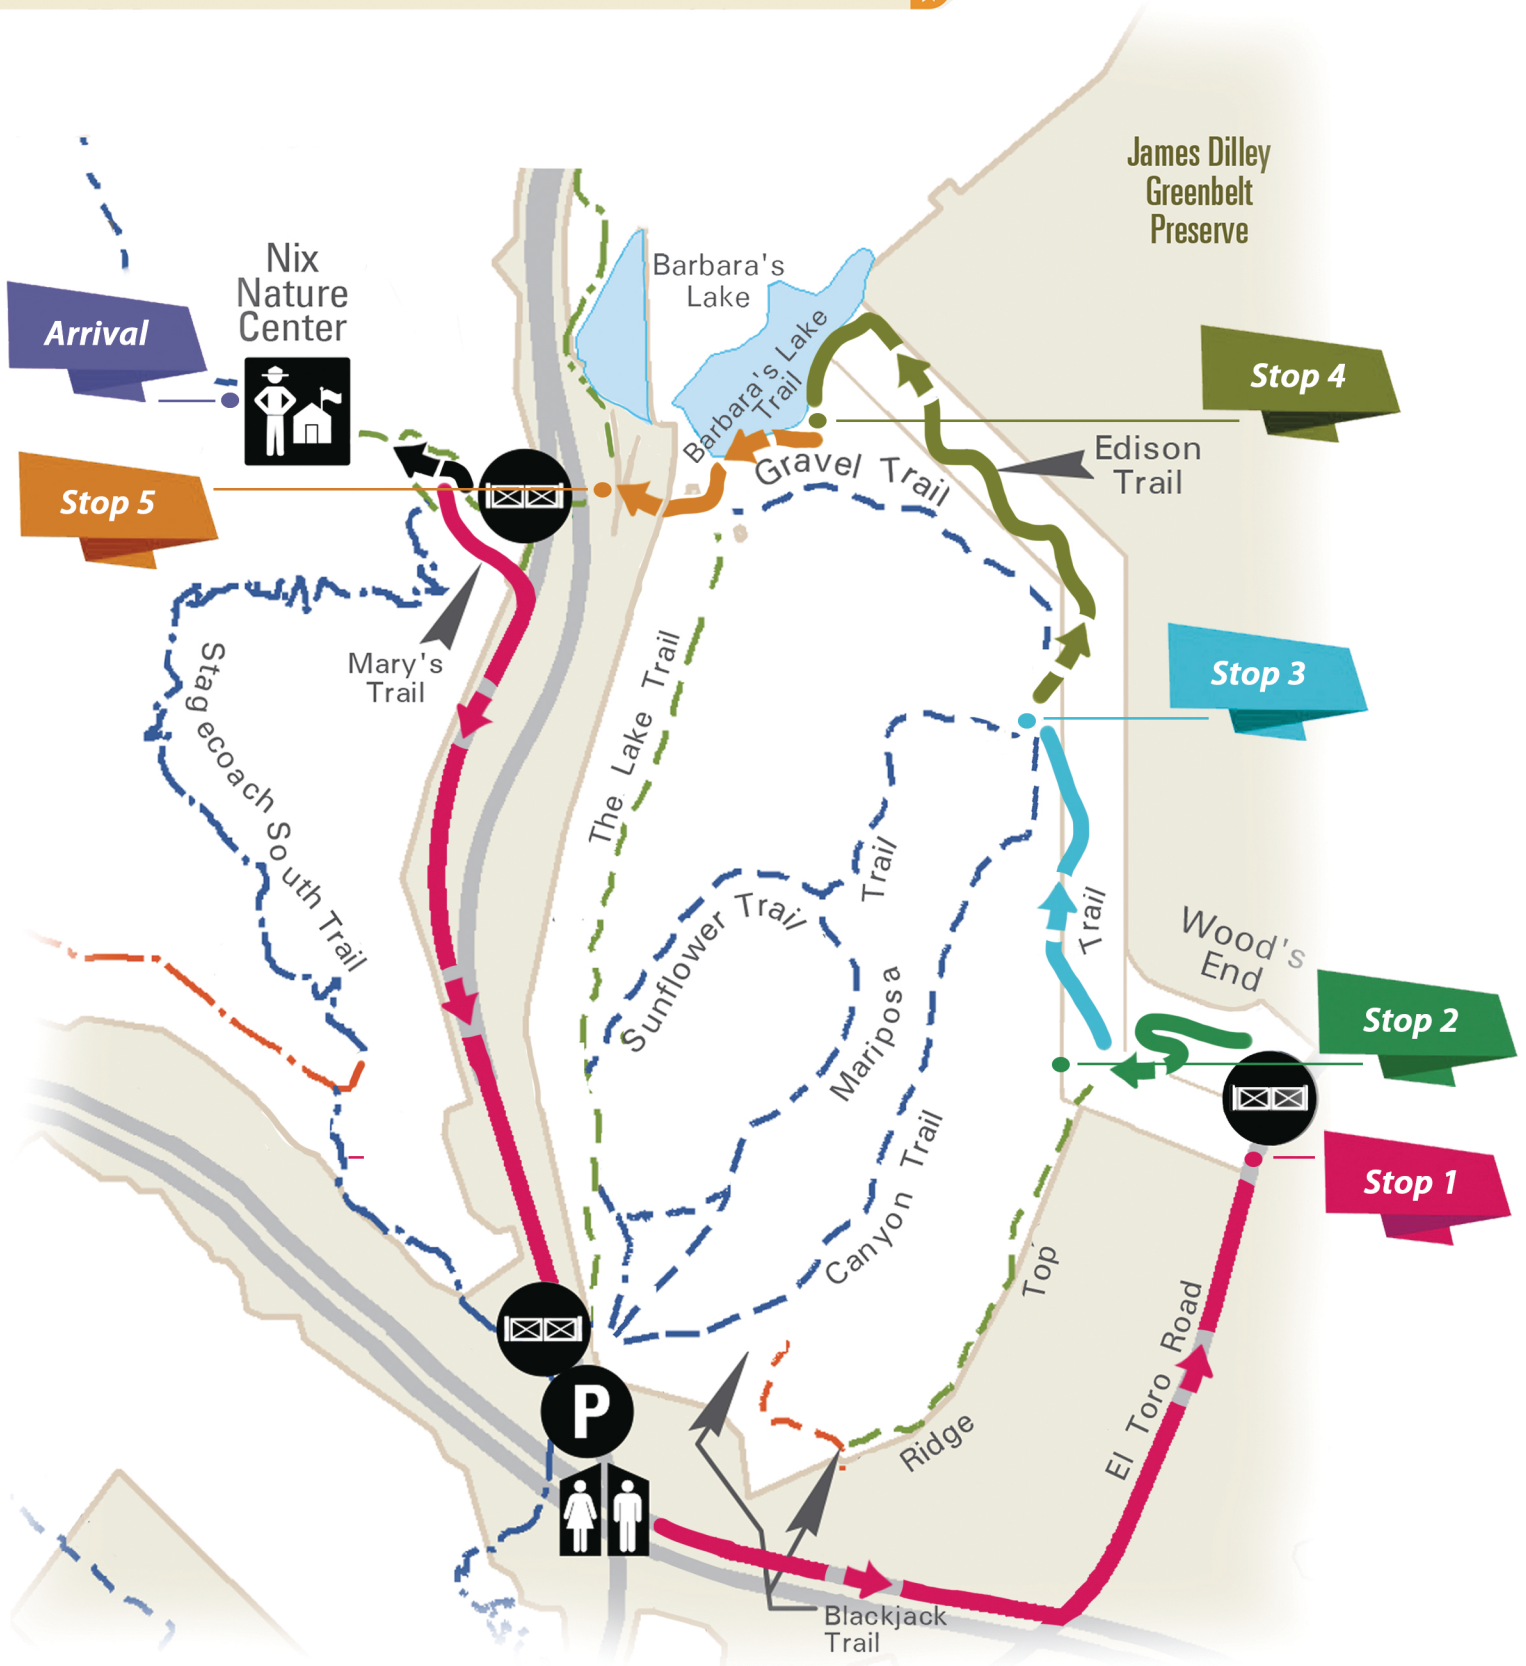 James Dilley
Greenbelt
Preserve
Nix
Nature
Center
Arrival
Barbara's
Lake
Barbara's Lake
Trail
Stop 4
Edison
Trail
Gravel Trail
Stop 5
Mary's
Trail
Stop 3
Stagecoach South Trail
The Lake Trail
Trail
Sunflower Trail
Mariposa
Trail
Wood's
End
Stop 2
Canyon Trail
Stop 1
Top
Ridge
El Toro Road
P
Blackjack
Trail